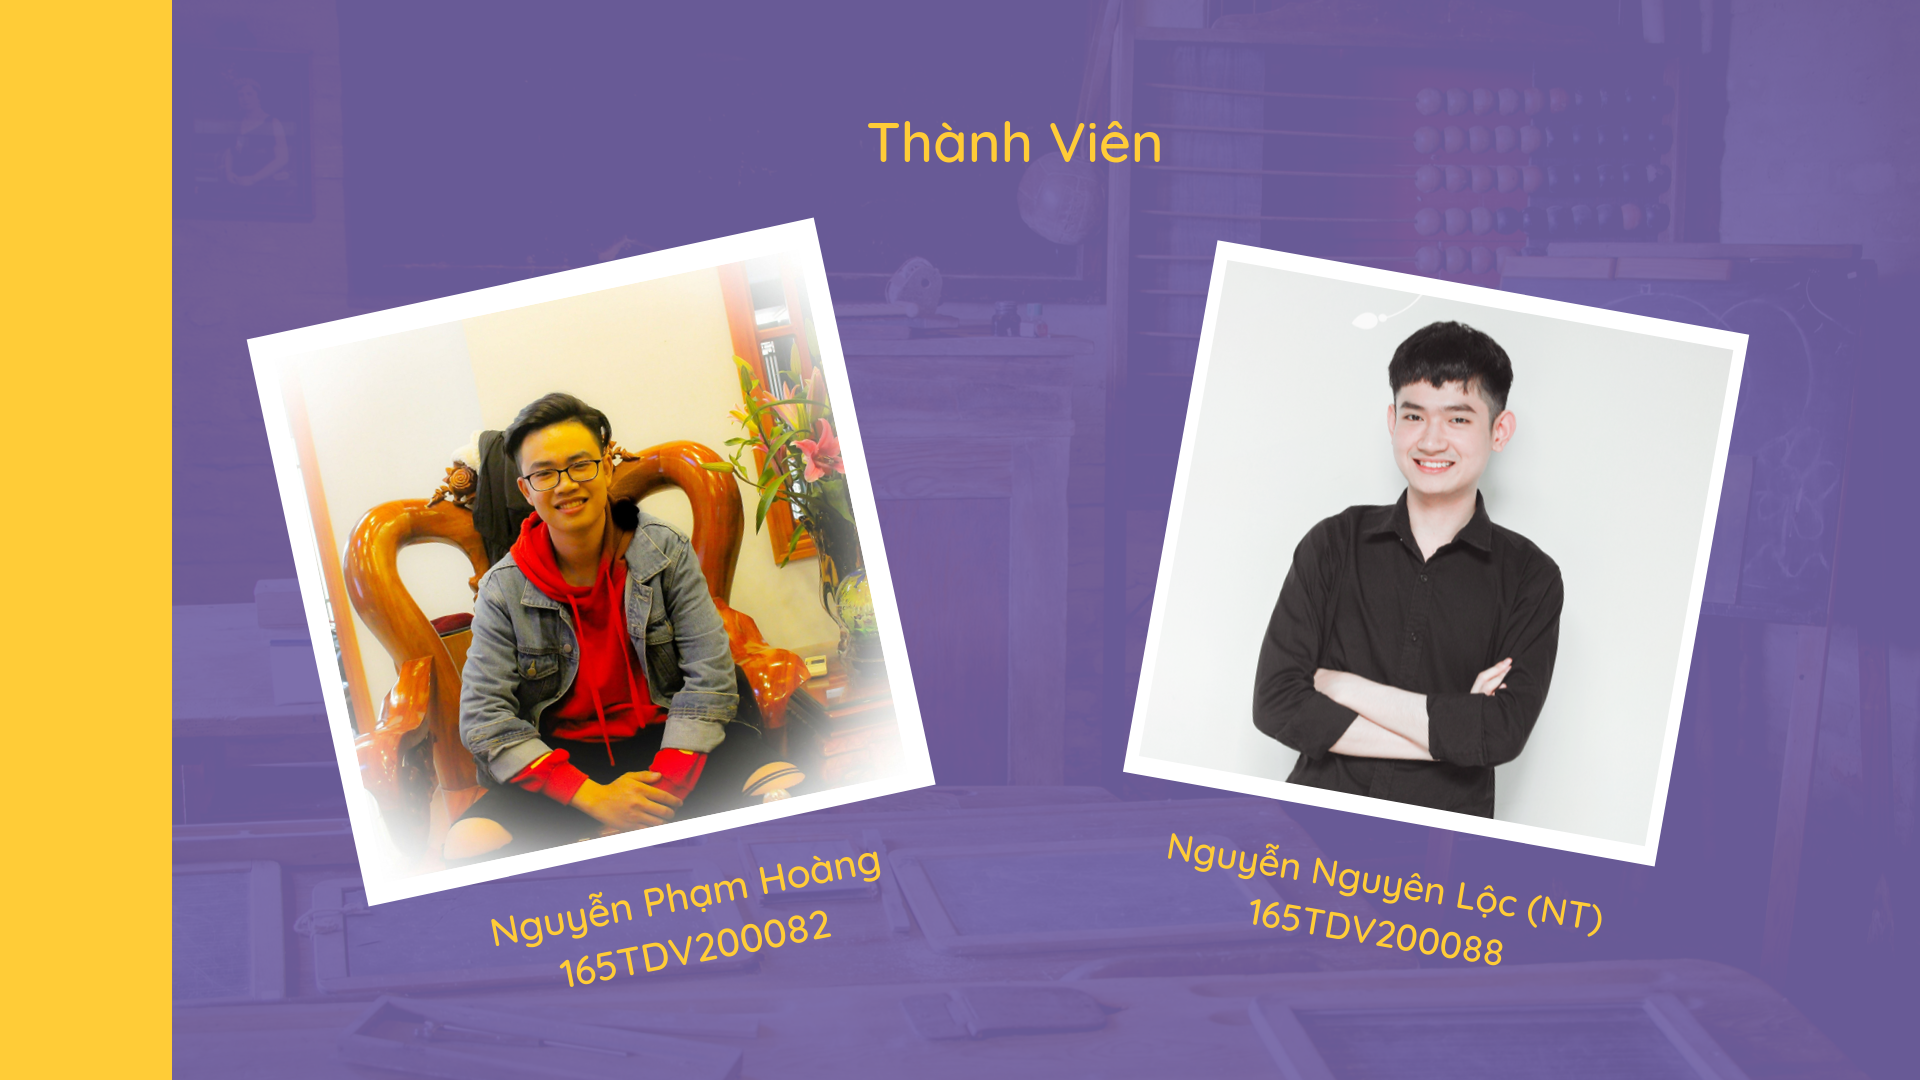 Thành Viên
Nguyễn Phạm Hoàng
165TDV200082
Nguyễn Nguyên Lộc (NT)
165TDV200088